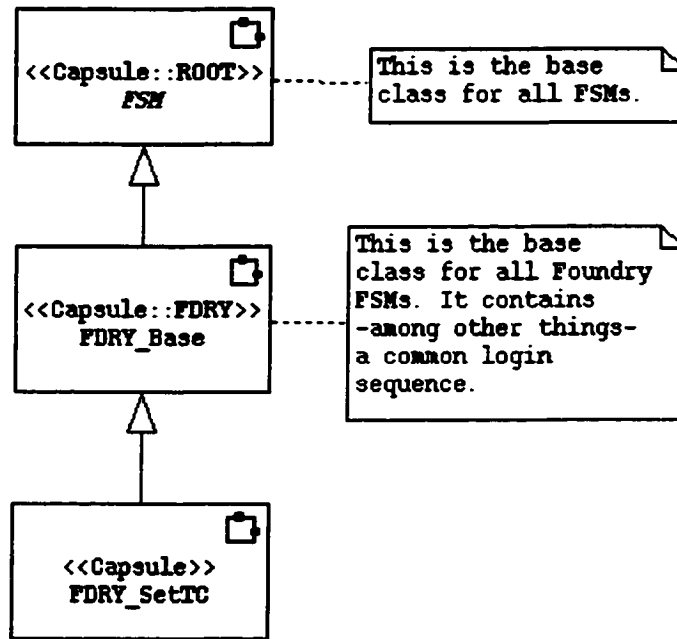 <<Capsule::ROOT>>
FSM
This is the base
class for all FSMs.
<<Capsule::FDRY>>
FDRY_Base
This is the base
class for all Foundry
FSMs. It contains
-among other things-
a common login
sequence.
<<Capsule>>
FDRY_SetTC